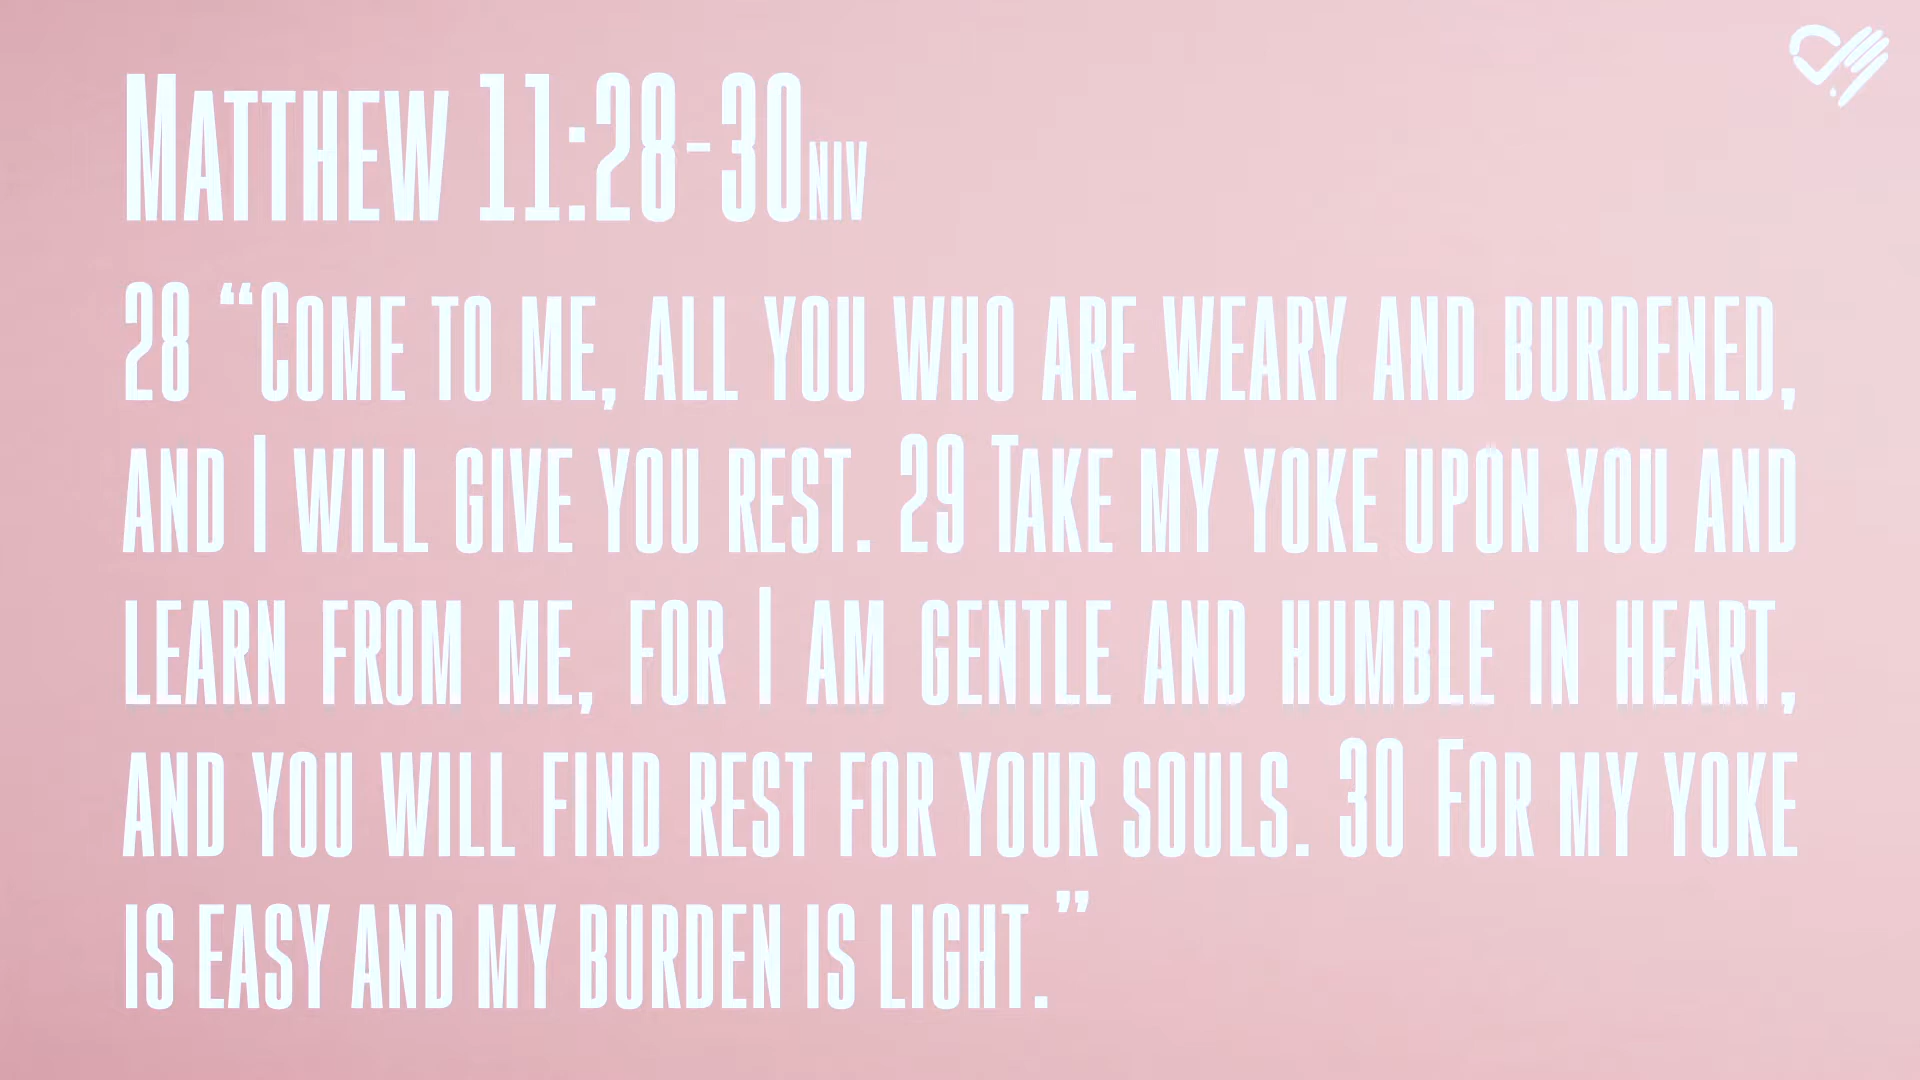 Matthew 11:28-30NIV
28 “Come to me, all you who are weary and burdened,
and I will give you rest. 29 Take my yoke upon you and
learn from me, for I am gentle and humble in heart,
and you will find rest for your souls. 30 For my yoke
is easy and my burden is light.”